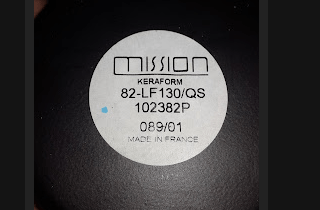 mission
KERAFORM
82-LF130/QS
102382P
089/01
MADE IN FRANCE